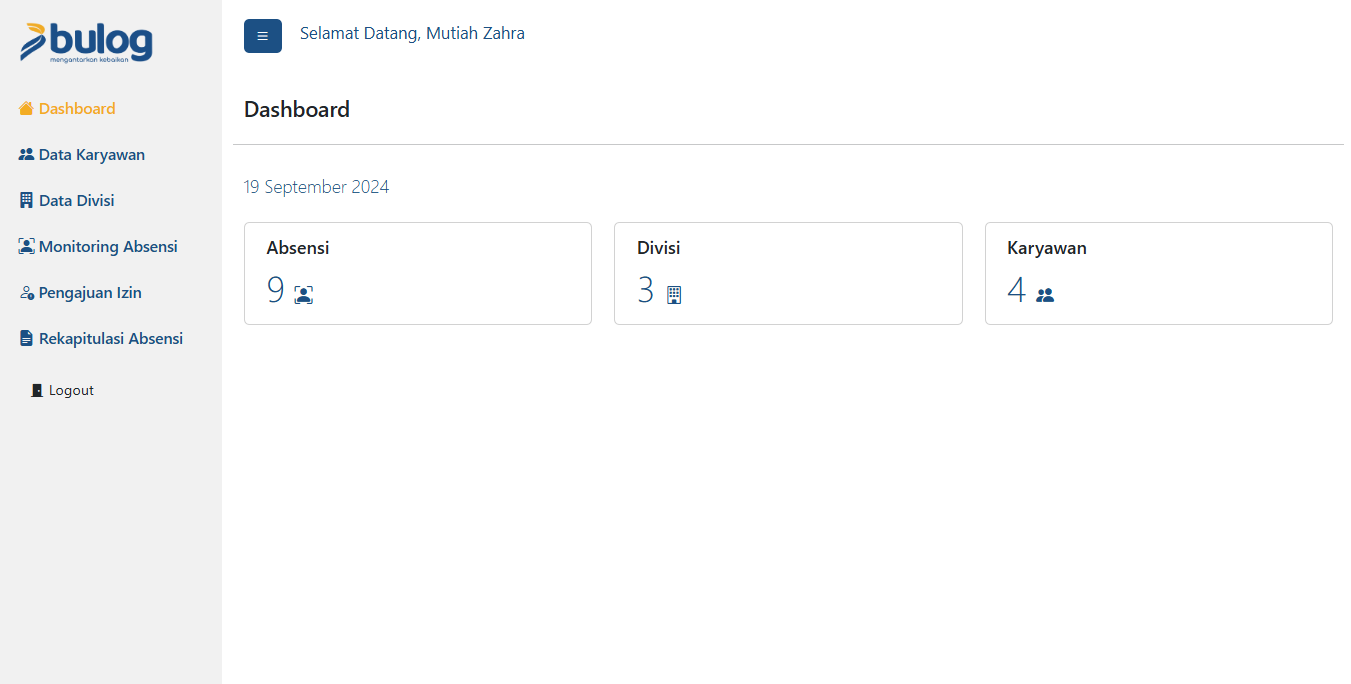 bulog
mengantarkan kebaikan
Dashboard
Data Karyawan
Data Divisi
Monitoring Absensi
Pengajuan Izin
Rekapitulasi Absensi
Logout
Selamat Datang, Mutiah Zahra
Dashboard
19 September 2024
Absensi
9
Divisi
3
Karyawan
4